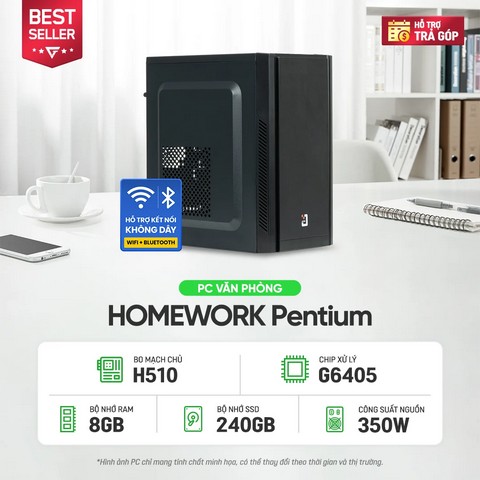 BEST
SELLER
HỖ TRỢ
TRẢ GÓP
HỖ TRỢ KẾT NỐI
KHÔNG DÂY
WIFI + BLUETOOTH
PC VĂN PHÒNG
HOMEWORK Pentium
BO MẠCH CHỦ
H510
CHIP XỬ LÝ
G6405
BỘ NHỚ RAM
8GB
BỘ NHỚ SSD
240GB
CÔNG SUẤT NGUỒN
350W
*Hình ảnh PC chỉ mang tính chất minh họa, có thể thay đổi theo thời gian và thị trường.